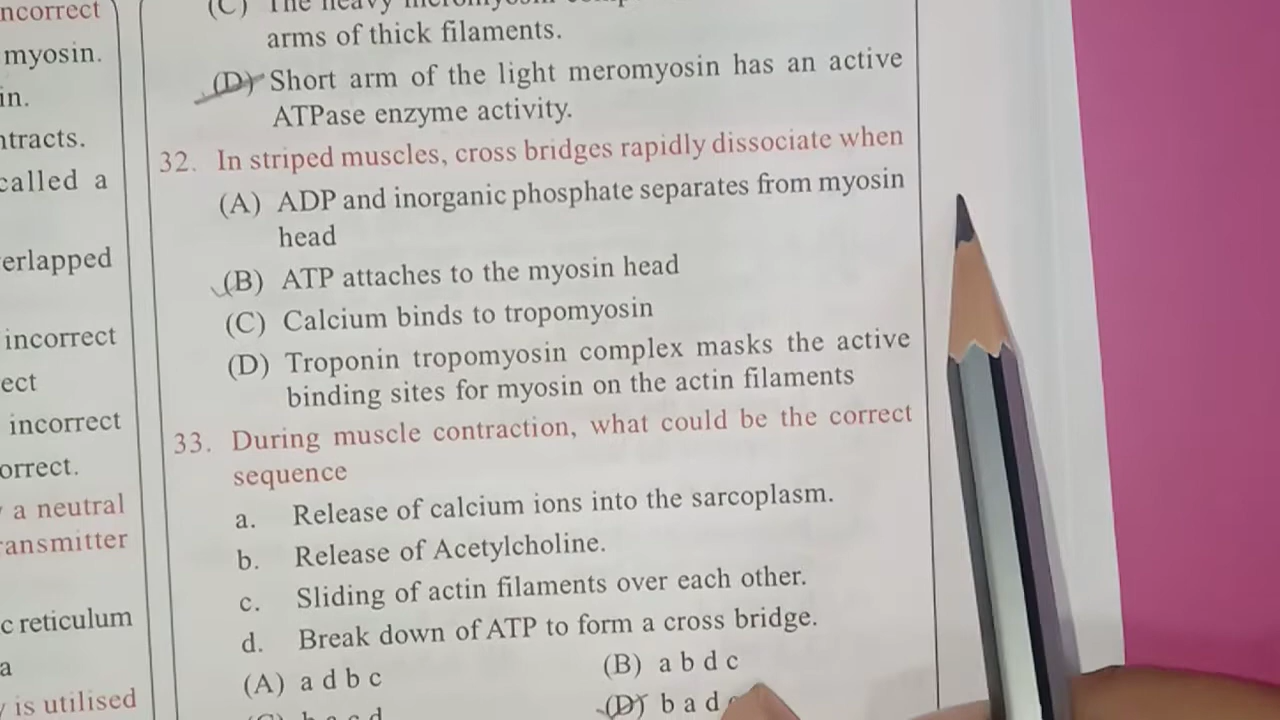 ncorrect
myosin.
in.
ntracts.
called a
erlapped
incorrect
ect
incorrect
orrect.
a neutral
ransmitter
c reticulum
a
is utilised
(C) The heavy
arms of thick filaments.
(D) Short arm of the light meromyosin has an active
ATPase enzyme activity.
32. In striped muscles, cross bridges rapidly dissociate when
(A) ADP and inorganic phosphate separates from myosin
head
(B) ATP attaches to the myosin head
(C) Calcium binds to tropomyosin
(D) Troponin tropomyosin complex masks the active
binding sites for myosin on the actin filaments
33. During muscle contraction, what could be the correct
sequence
a. Release of calcium ions into the sarcoplasm.
b. Release of Acetylcholine.
c. Sliding of actin filaments over each other.
d. Break down of ATP to form a cross bridge.
(A) a d b c
(B) a b d c
(D) b a d